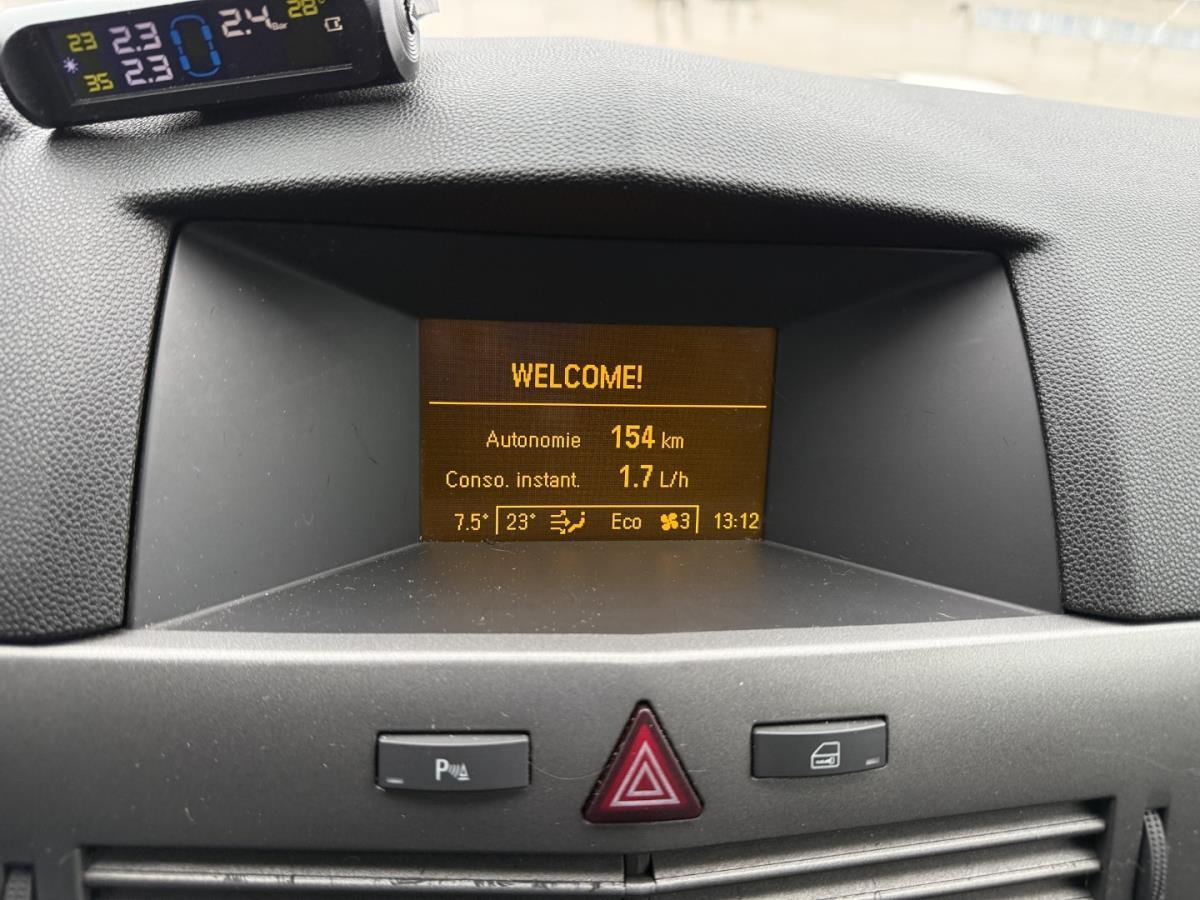 23 2.3 2.4 Bar 28°
35 2.3
WELCOME!
Autonomie 154 km
Conso. instant. 1.7 L/h
7.5° 23° Eco 3 13:12
P